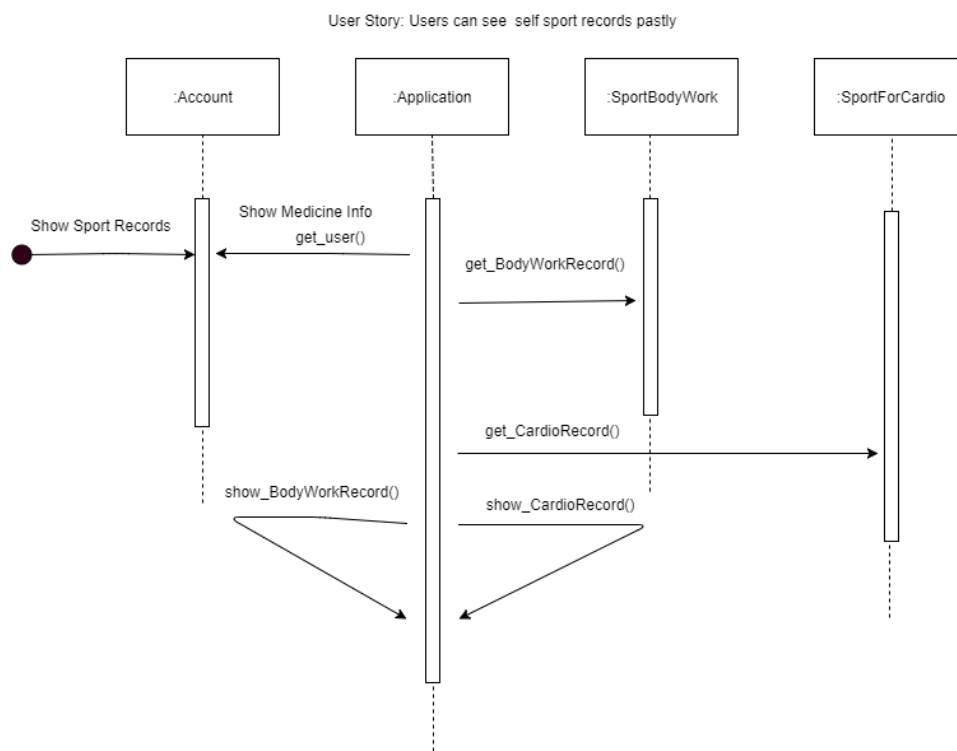 User Story: Users can see  self sport records pastly
:Account
:Application
:SportBodyWork
:SportForCardio
Show Sport Records
Show Medicine Info
get_user()
get_BodyWorkRecord()
get_CardioRecord()
show_BodyWorkRecord()
show_CardioRecord()